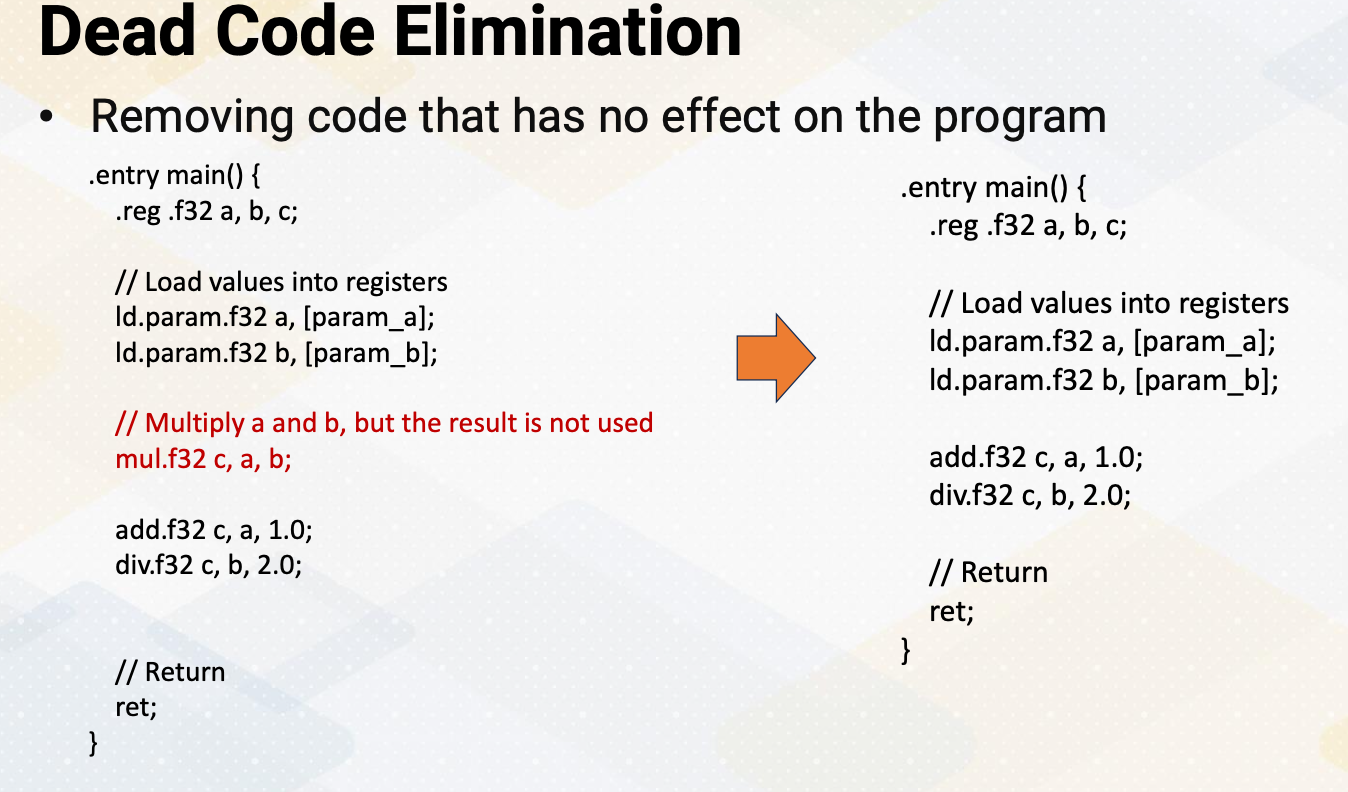 Dead Code Elimination
• Removing code that has no effect on the program
.entry main() {
.reg .f32 a, b, c;
// Load values into registers
ld.param.f32 a, [param_a];
ld.param.f32 b, [param_b];
// Multiply a and b, but the result is not used
mul.f32 c, a, b;
add.f32 c, a, 1.0;
div.f32 c, b, 2.0;
// Return
ret;
}
.entry main() {
.reg .f32 a, b, c;
// Load values into registers
ld.param.f32 a, [param_a];
ld.param.f32 b, [param_b];
add.f32 c, a, 1.0;
div.f32 c, b, 2.0;
// Return
ret;
}